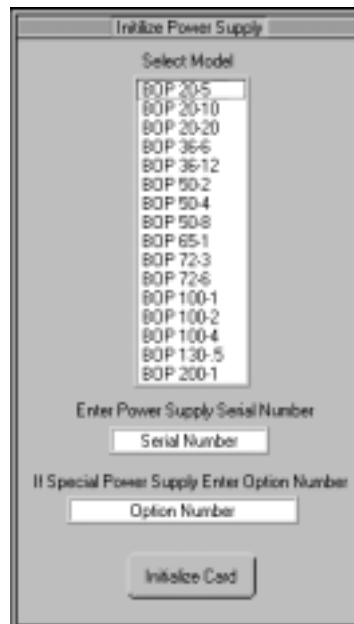 Initilize Power Supply
Select Model
BOP 20-5
BOP 20-10
BOP 20-20
BOP 36-6
BOP 36-12
BOP 50-2
BOP 50-4
BOP 50-8
BOP 65-1
BOP 72-3
BOP 72-6
BOP 100-1
BOP 100-2
BOP 100-4
BOP 130-.5
BOP 200-1
Enter Power Supply Serial Number
Serial Number
If Special Power Supply Enter Option Number
Option Number
Initialize Card